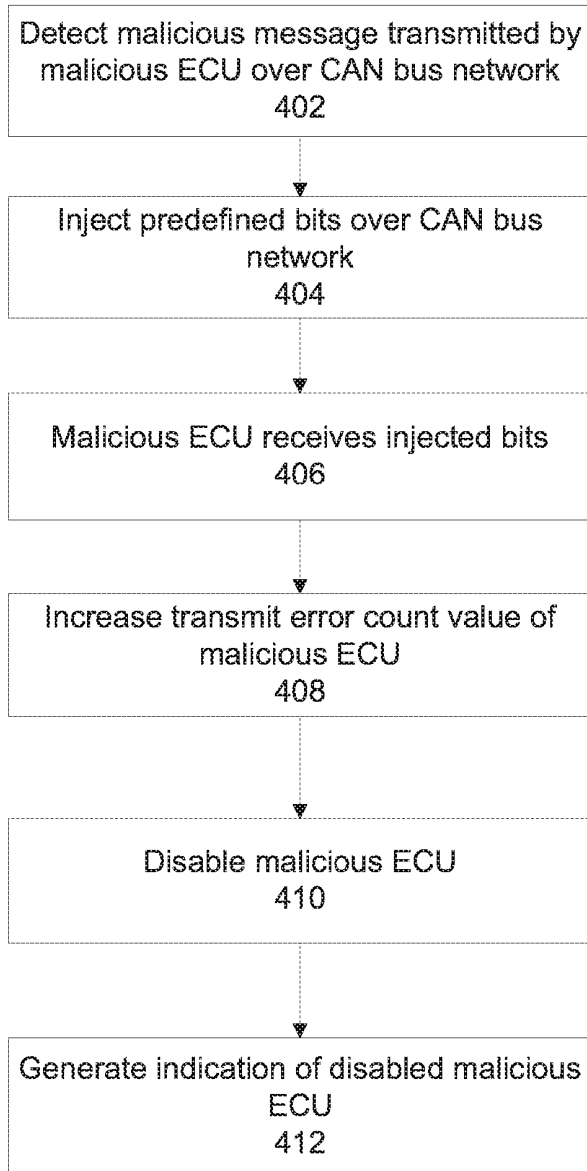 Detect malicious message transmitted by
malicious ECU over CAN bus network
402
Inject predefined bits over CAN bus
network
404
Malicious ECU receives injected bits
406
Increase transmit error count value of
malicious ECU
408
Disable malicious ECU
410
Generate indication of disabled malicious
ECU
412